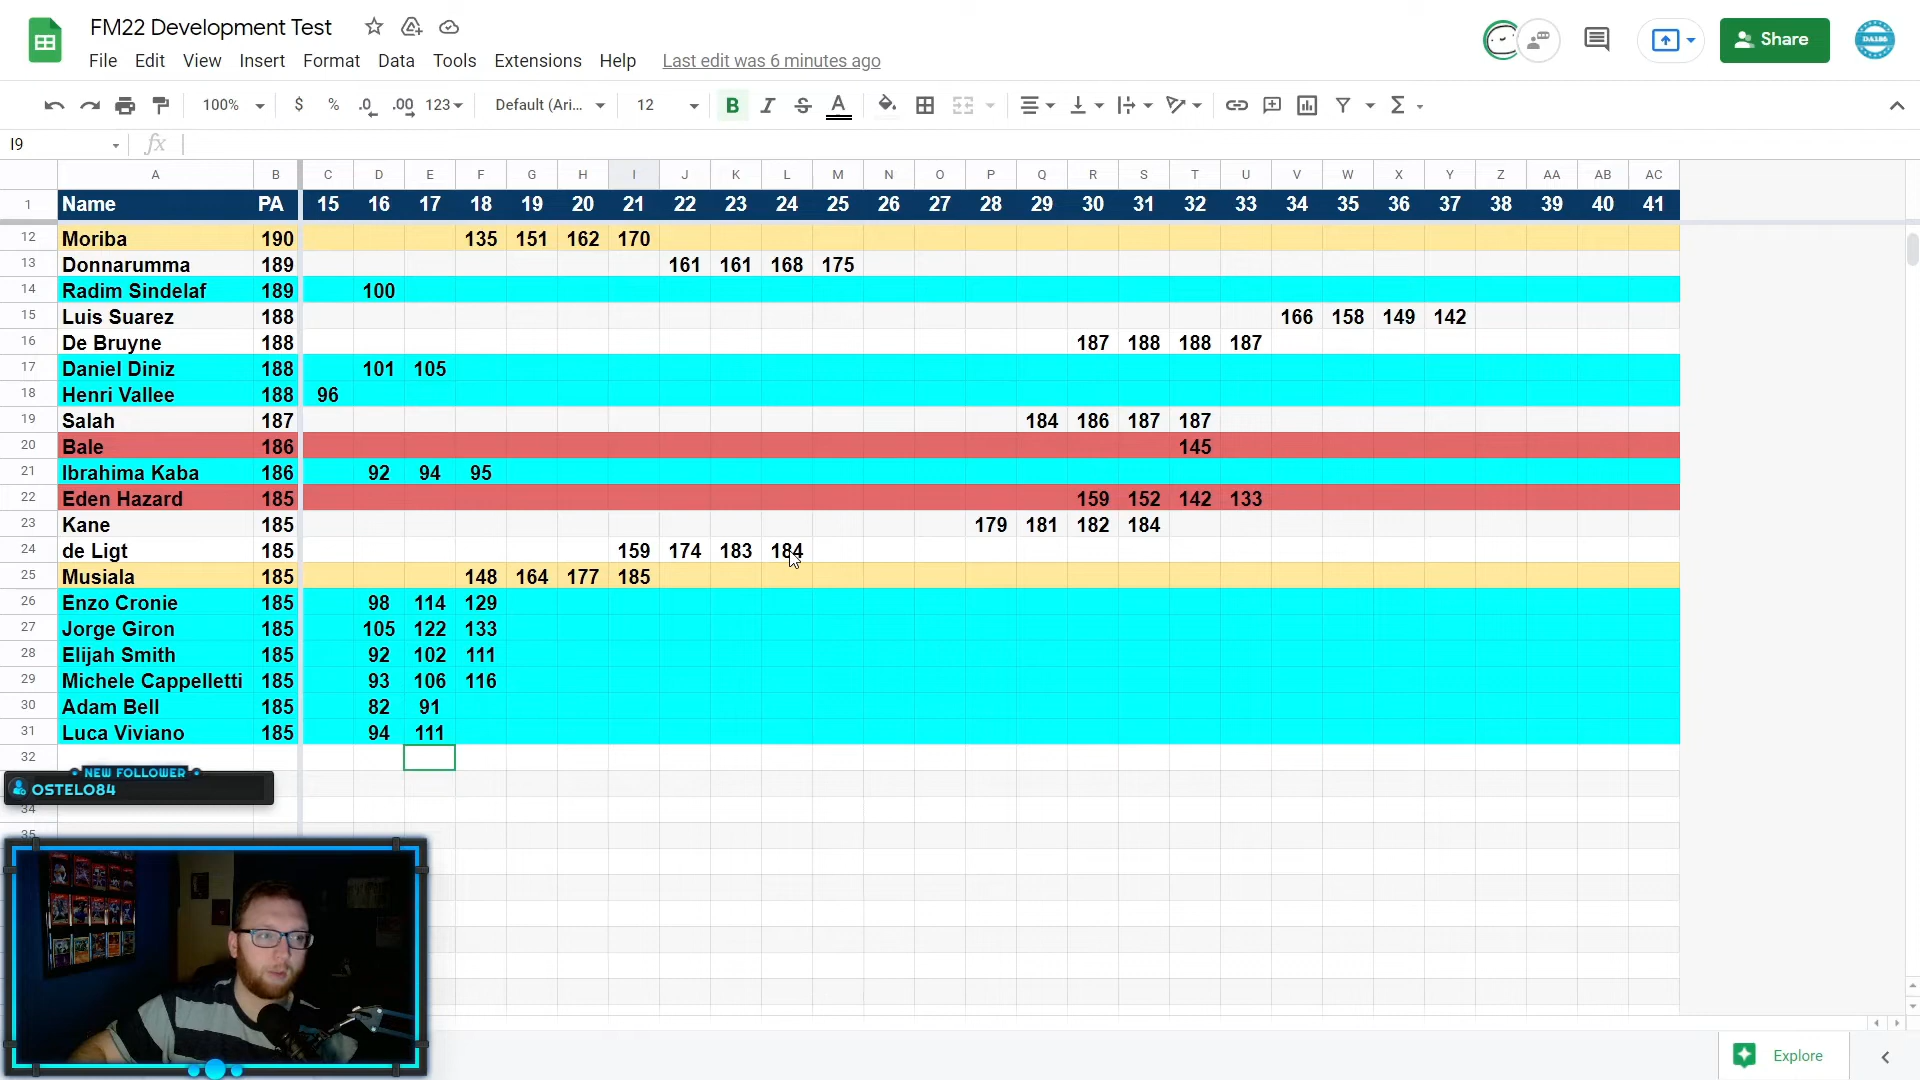 FM22 Development Test
File Edit View Insert Format Data Tools Extensions Help Last edit was 6 minutes ago
Share
DA186
100% $ % .0 .00 123 Default (Ari... 12 B I S A
I9 fx
A B C D E F G H I J K L M N O P Q R S T U V W X Y Z AA AB AC
1 Name PA 15 16 17 18 19 20 21 22 23 24 25 26 27 28 29 30 31 32 33 34 35 36 37 38 39 40 41
12 Moriba 190 135 151 162 170
13 Donnarumma 189 161 161 168 175
14 Radim Sindelaf 189 100
15 Luis Suarez 188 166 158 149 142
16 De Bruyne 188 187 188 188 187
17 Daniel Diniz 188 101 105
18 Henri Vallee 188 96
19 Salah 187 184 186 187 187
20 Bale 186 145
21 Ibrahima Kaba 186 92 94 95
22 Eden Hazard 185 159 152 142 133
23 Kane 185 179 181 182 184
24 de Ligt 185 159 174 183 184
25 Musiala 185 148 164 177 185
26 Enzo Cronie 185 98 114 129
27 Jorge Giron 185 105 122 133
28 Elijah Smith 185 92 102 111
29 Michele Cappelletti 185 93 106 116
30 Adam Bell 185 82 91
31 Luca Viviano 185 94 111
32
NEW FOLLOWER
OSTELO84
34
35
Explore